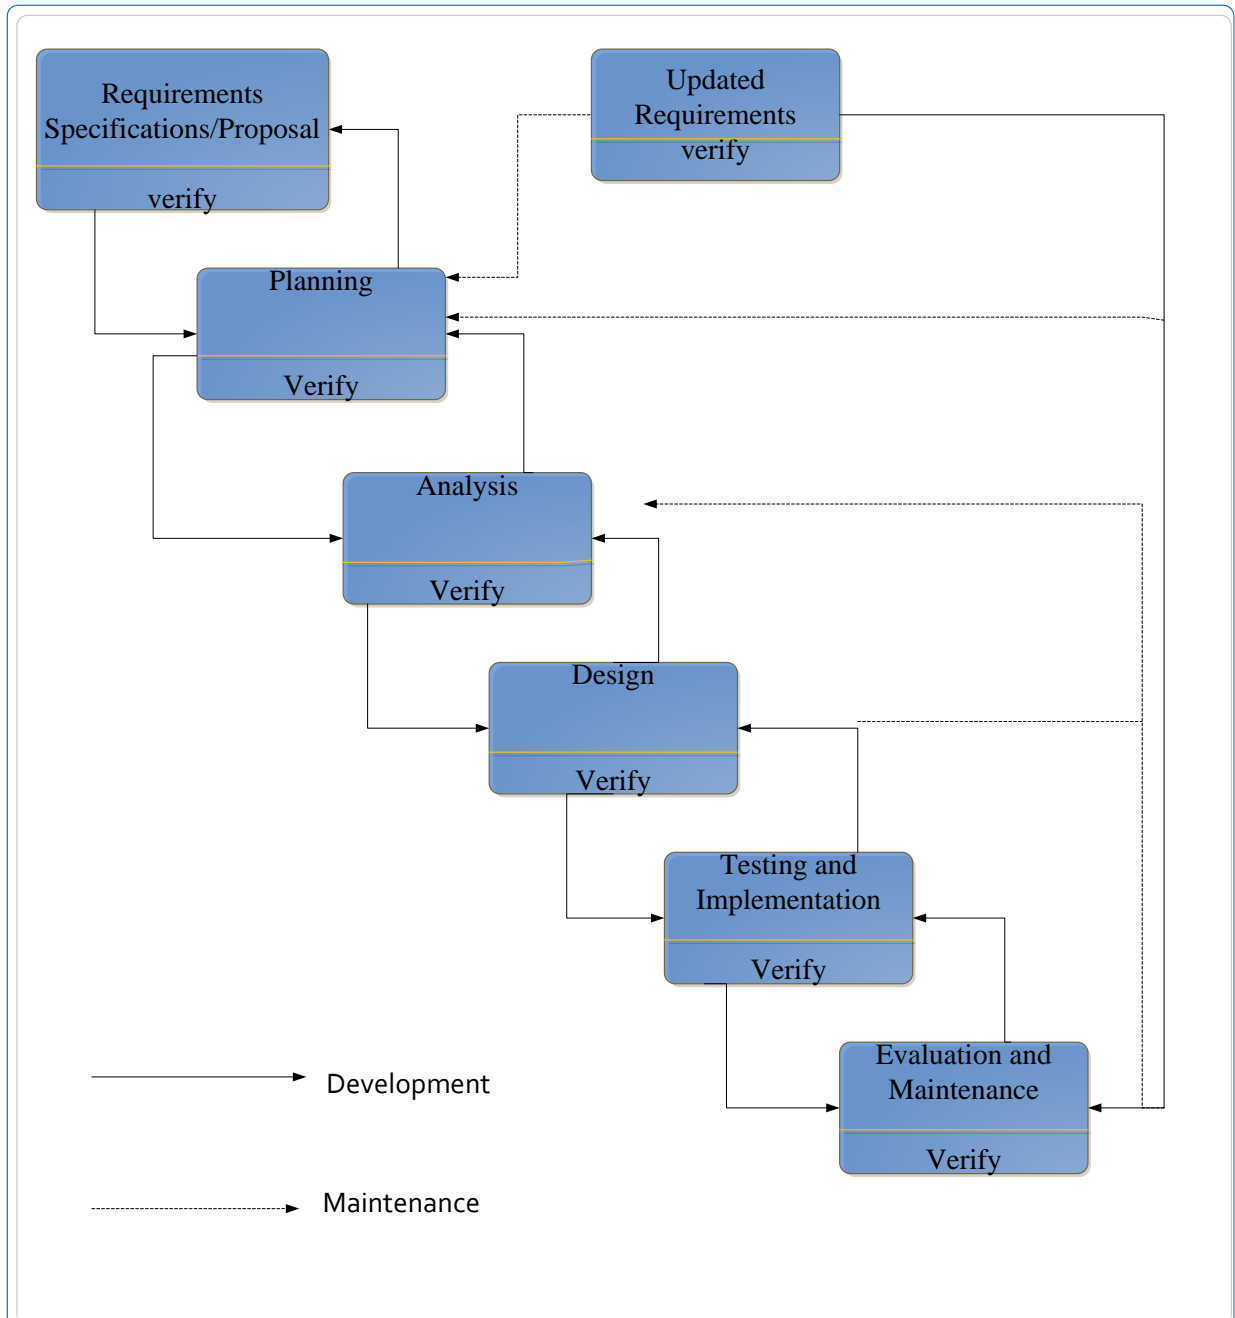 Requirements
Specifications/Proposal
verify
Updated
Requirements
verify
Planning
Verify
Analysis
Verify
Design
Verify
Testing and
Implementation
Verify
Evaluation and
Maintenance
Verify
Development
Maintenance